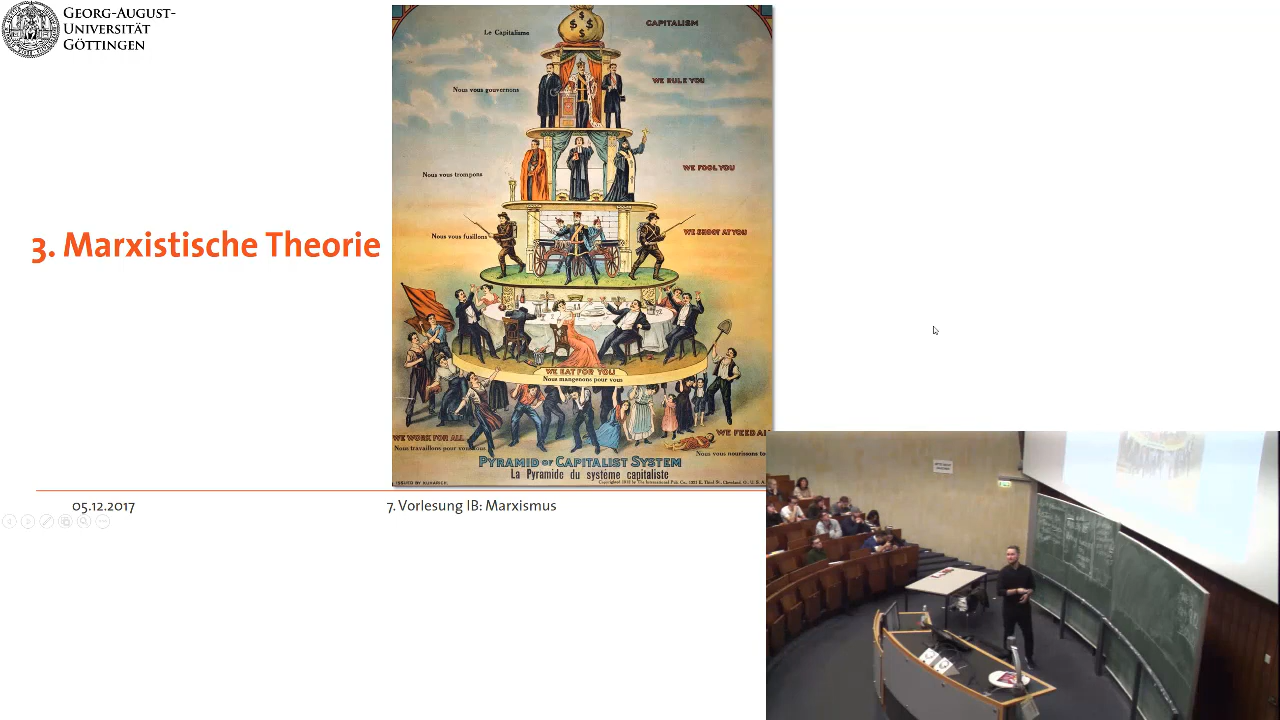 GEORG-AUGUST-
UNIVERSITÄT
GÖTTINGEN
3. Marxistische Theorie
Le Capitalisme
CAPITALISM
Nous vous gouvernons
WE RULE YOU
Nous vous trompons
WE FOOL YOU
Nous vous fusillons
WE SHOOT AT YOU
WE EAT FOR YOU
Nous mangeons pour vous
WE WORK FOR ALL
Nous travaillons pour vous tous
WE FEED AL
Nous vous nourissons to
PYRAMID OF CAPITALIST SYSTEM
La Pyramide du système capitaliste
05.12.2017
7. Vorlesung IB: Marxismus